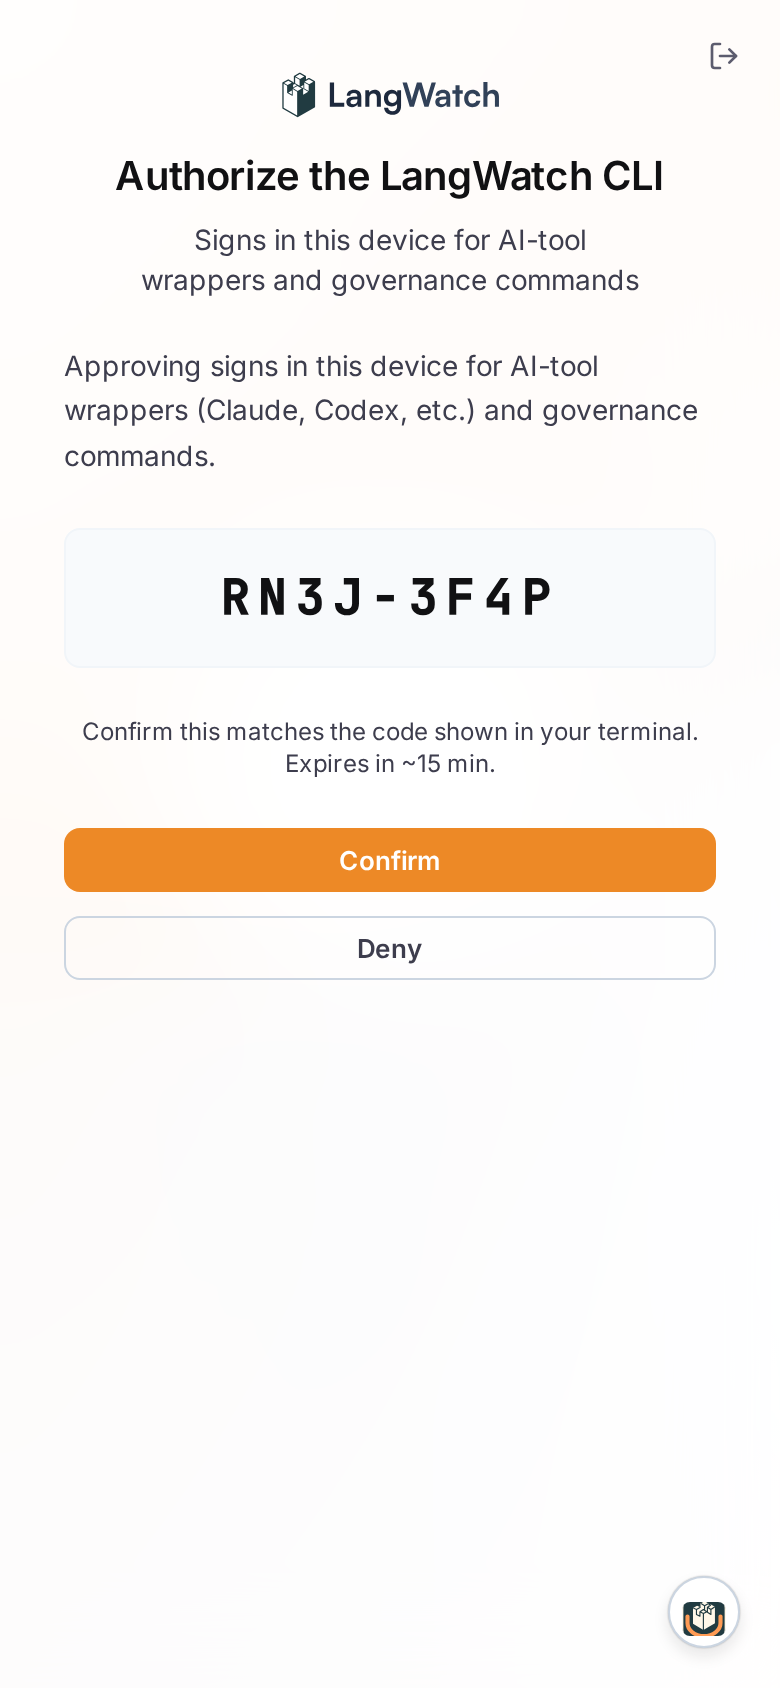 LangWatch
Authorize the LangWatch CLI
Signs in this device for AI-tool
wrappers and governance commands
Approving signs in this device for AI-tool
wrappers (Claude, Codex, etc.) and governance
commands.
RN3J-3F4P
Confirm this matches the code shown in your terminal.
Expires in ~15 min.
Confirm
Deny